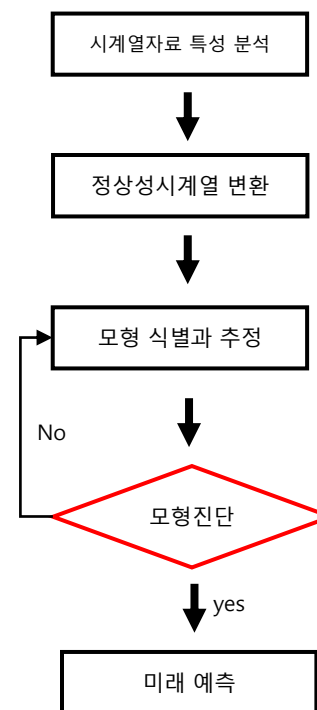 시계열자료 특성 분석
정상성시계열 변환
모형 식별과 추정
No
모형진단
yes
미래 예측